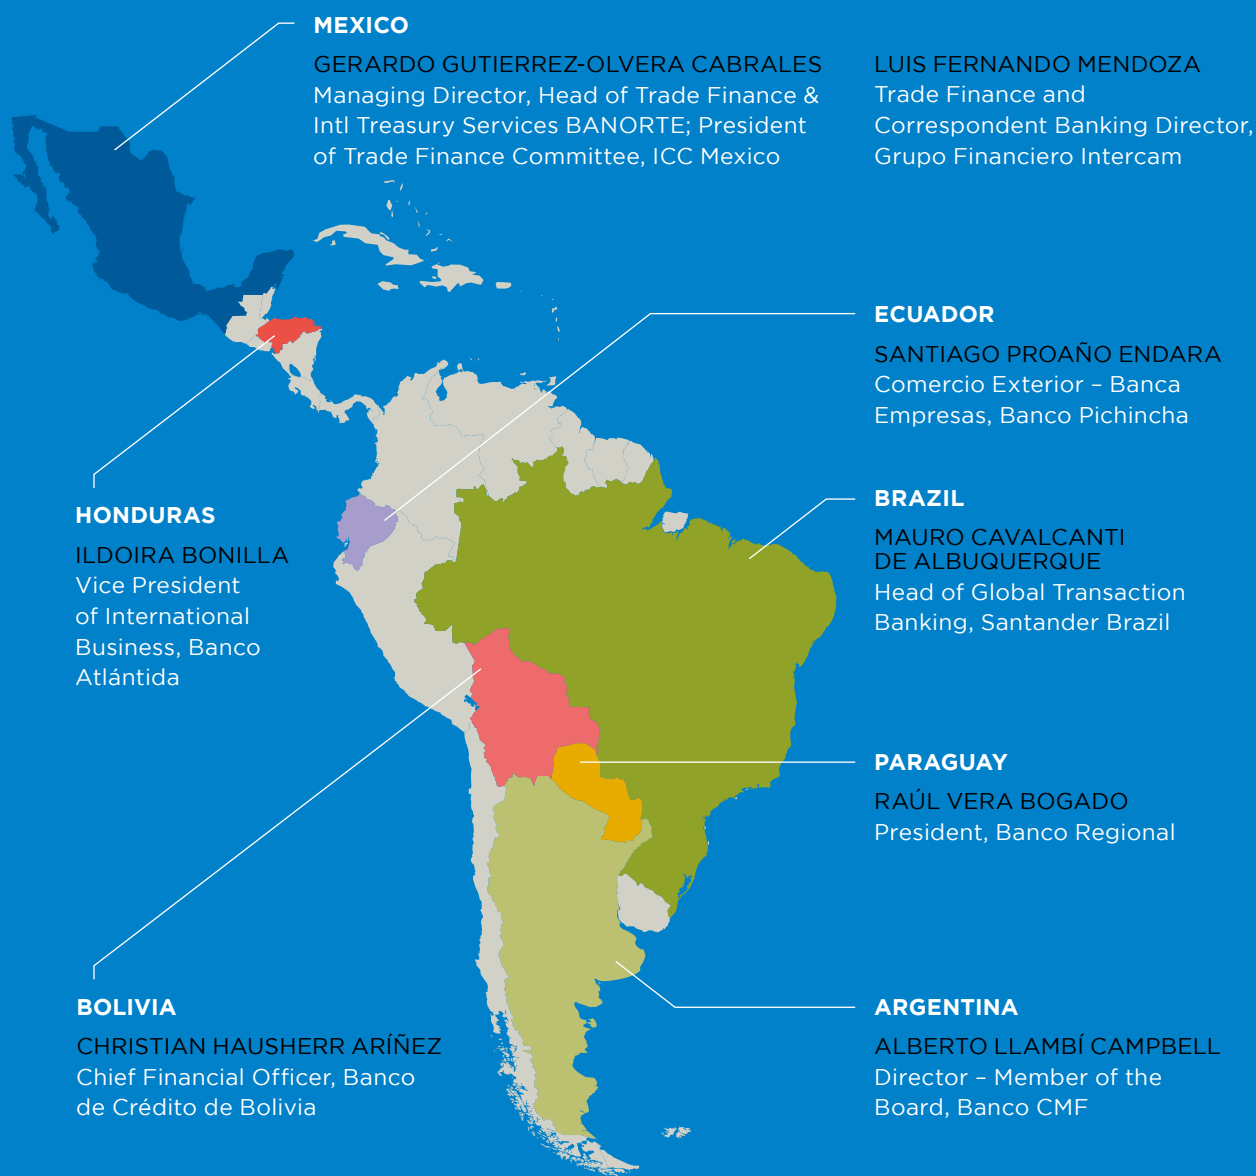 MEXICO
GERARDO GUTIERREZ-OLVERA CABRALES
Managing Director, Head of Trade Finance &
Intl Treasury Services BANORTE; President
of Trade Finance Committee, ICC Mexico
LUIS FERNANDO MENDOZA
Trade Finance and
Correspondent Banking Director,
Grupo Financiero Intercam
ECUADOR
SANTIAGO PROAÑO ENDARA
Comercio Exterior – Banca
Empresas, Banco Pichincha
HONDURAS
ILDOIRA BONILLA
Vice President
of International
Business, Banco
Atlántida
BRAZIL
MAURO CAVALCANTI
DE ALBUQUERQUE
Head of Global Transaction
Banking, Santander Brazil
PARAGUAY
RAÚL VERA BOGADO
President, Banco Regional
BOLIVIA
CHRISTIAN HAUSHERR ARÍÑEZ
Chief Financial Officer, Banco
de Crédito de Bolivia
ARGENTINA
ALBERTO LLAMBÍ CAMPBELL
Director – Member of the
Board, Banco CMF